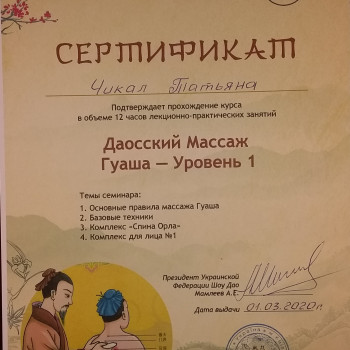 СЕРТИФИКАТ
Чикал Татьяна
Подтверждает прохождение курса
в объеме 12 часов лекционно-практических занятий
Даосский Массаж
Гуаша — Уровень 1
Темы семинара:
1. Основные правила массажа Гуаша
2. Базовые техники
3. Комплекс «Спина Орла»
4. Комплекс для лица №1
Президент Украинской
Федерации Шоу Дао
Мамлеев А.Е.
Дата выдачи 01.03.2020г